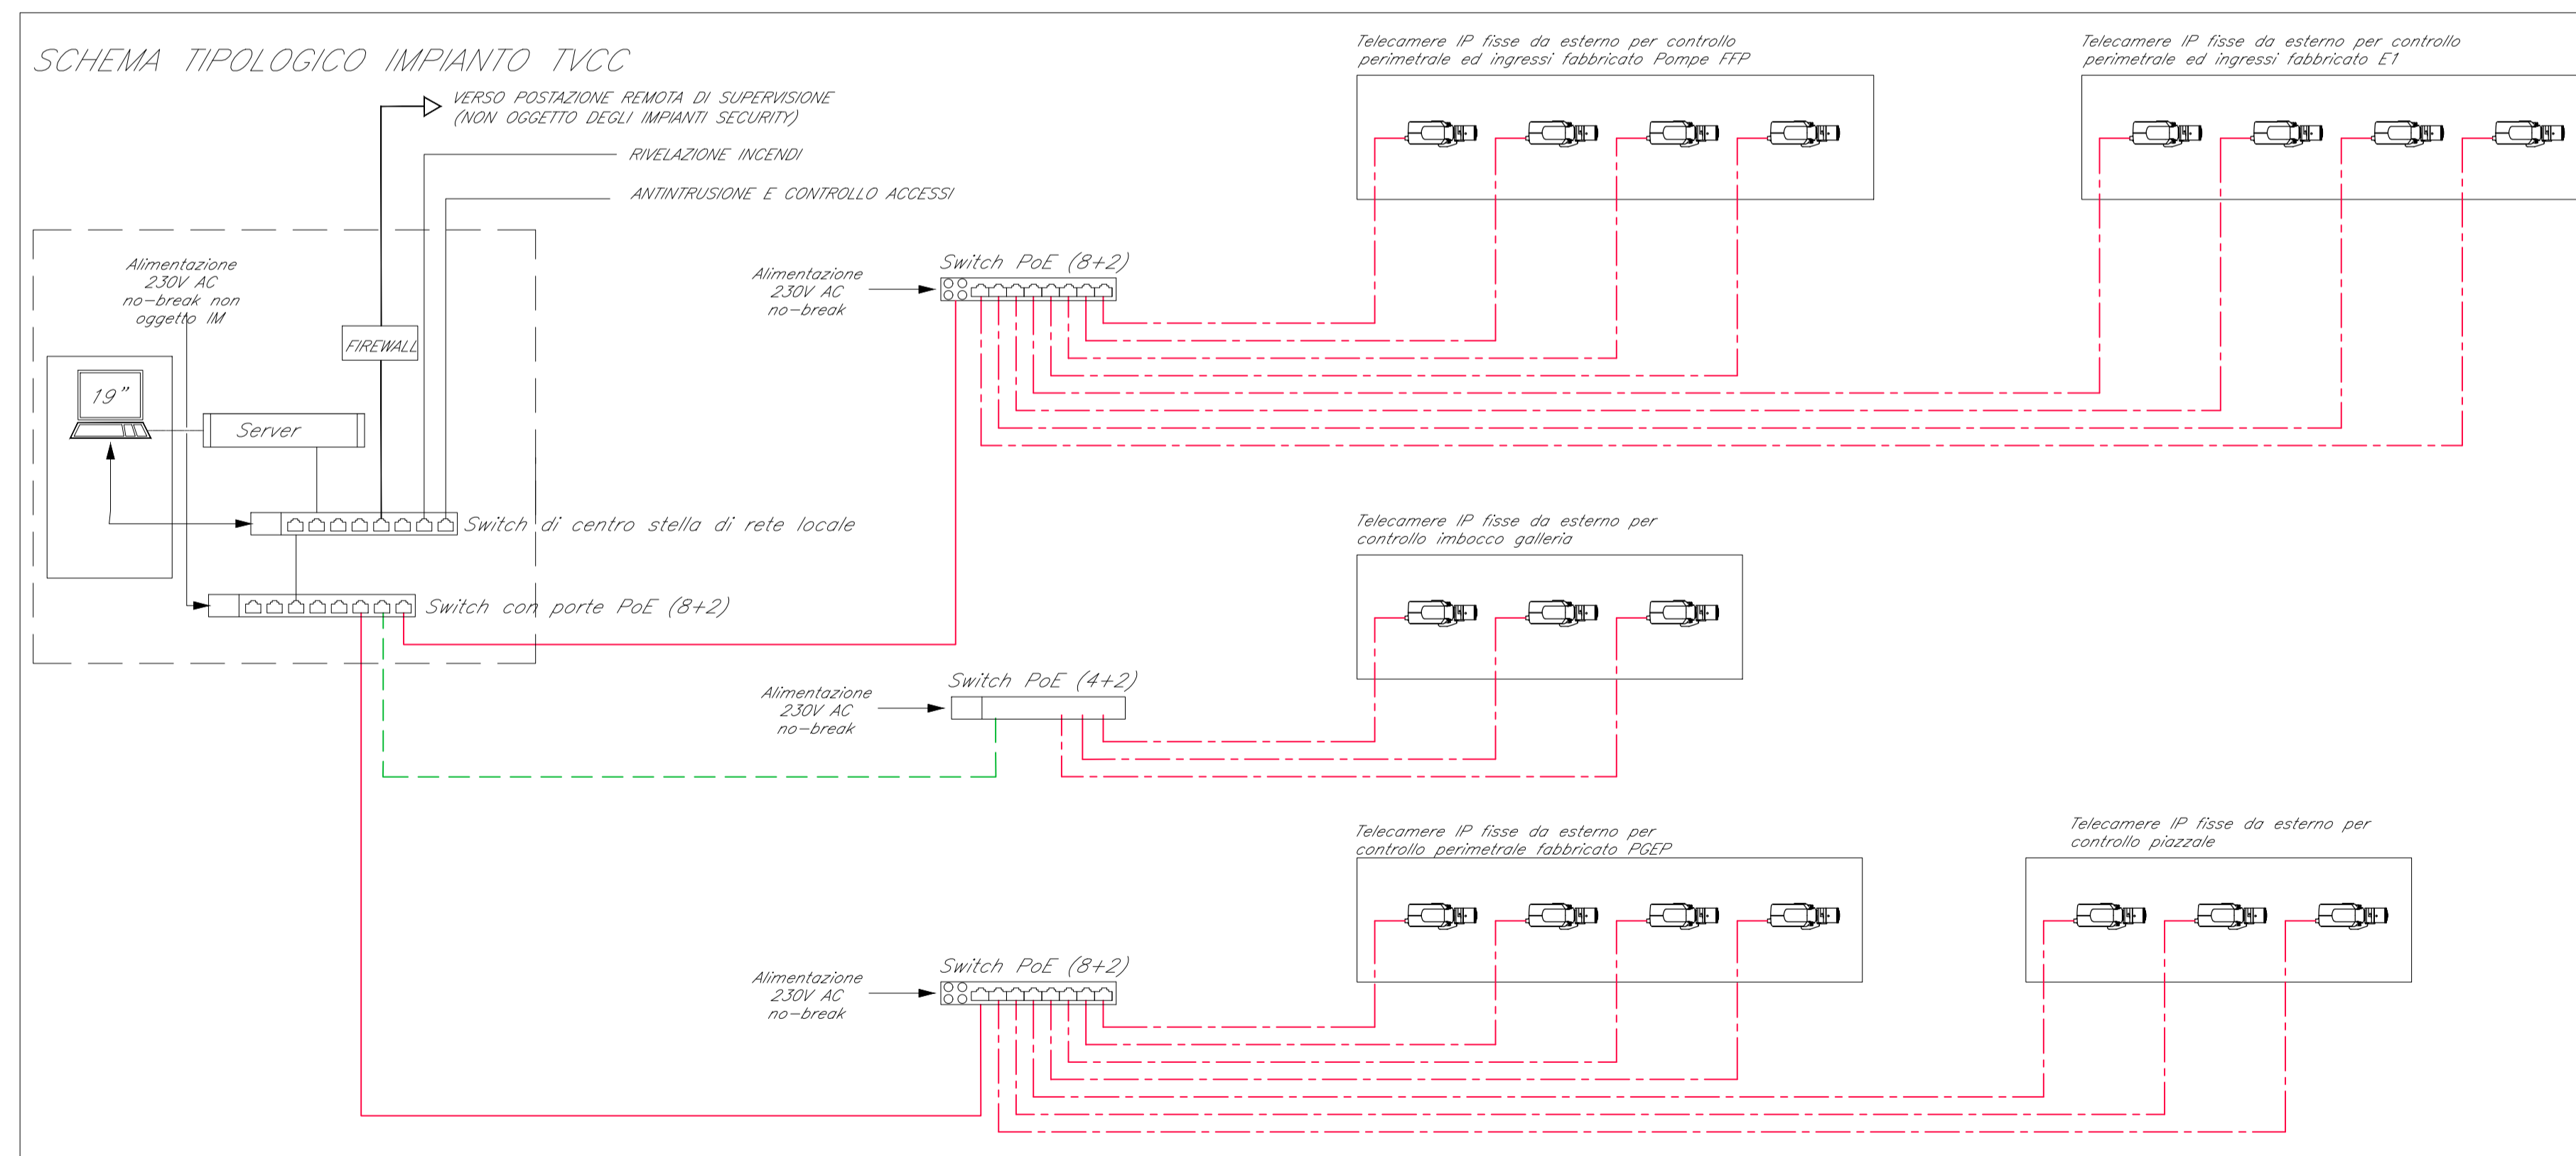 SCHEMA TIPOLOGICO IMPIANTO TVCC
VERSO POSTAZIONE REMOTA DI SUPERVISIONE
(NON OGGETTO DEGLI IMPIANTI SECURITY)
RIVELAZIONE INCENDI
ANTINTRUSIONE E CONTROLLO ACCESSI
Telecamere IP fisse da esterno per controllo
perimetrale ed ingressi fabbricato Pompe FFP
Telecamere IP fisse da esterno per controllo
perimetrale ed ingressi fabbricato E1
Alimentazione
230V AC
no-break non
oggetto IM
FIREWALL
19"
Server
Switch di centro stella di rete locale
Switch con porte PoE (8+2)
Alimentazione
230V AC
no-break
Switch PoE (8+2)
Telecamere IP fisse da esterno per
controllo imbocco galleria
Alimentazione
230V AC
no-break
Switch PoE (4+2)
Telecamere IP fisse da esterno per
controllo perimetrale fabbricato PGEP
Telecamere IP fisse da esterno per
controllo piazzale
Alimentazione
230V AC
no-break
Switch PoE (8+2)